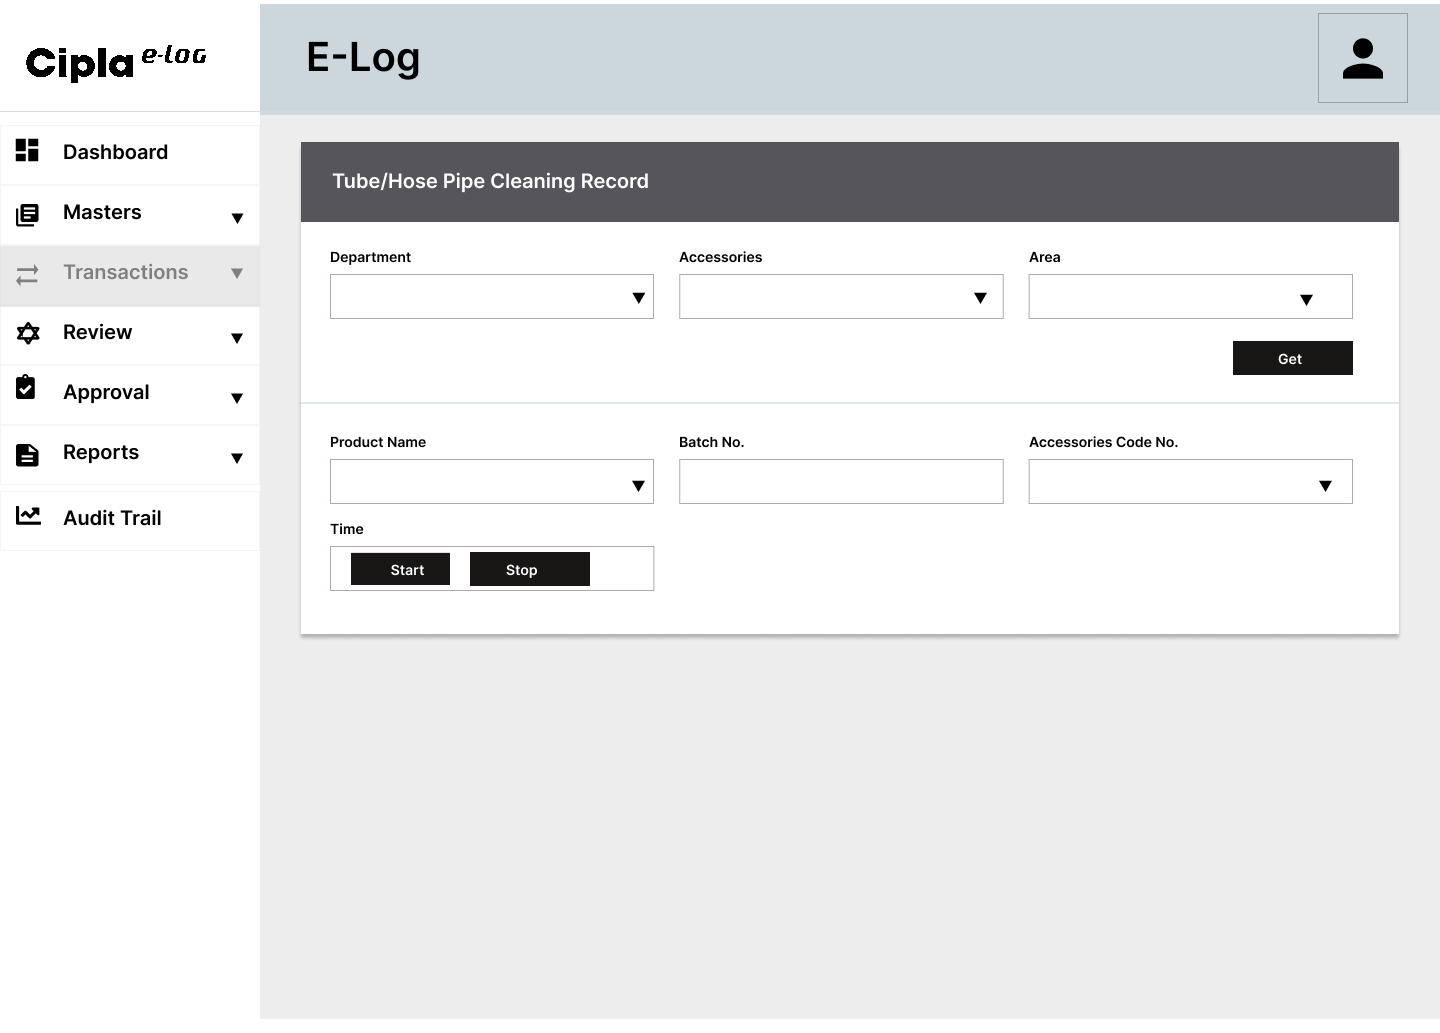 Cipla e-log
E-Log
Dashboard
Masters
Transactions
Review
Approval
Reports
Audit Trail
Tube/Hose Pipe Cleaning Record
Department Accessories Area
Get
Product Name Batch No. Accessories Code No.
Time
Start Stop